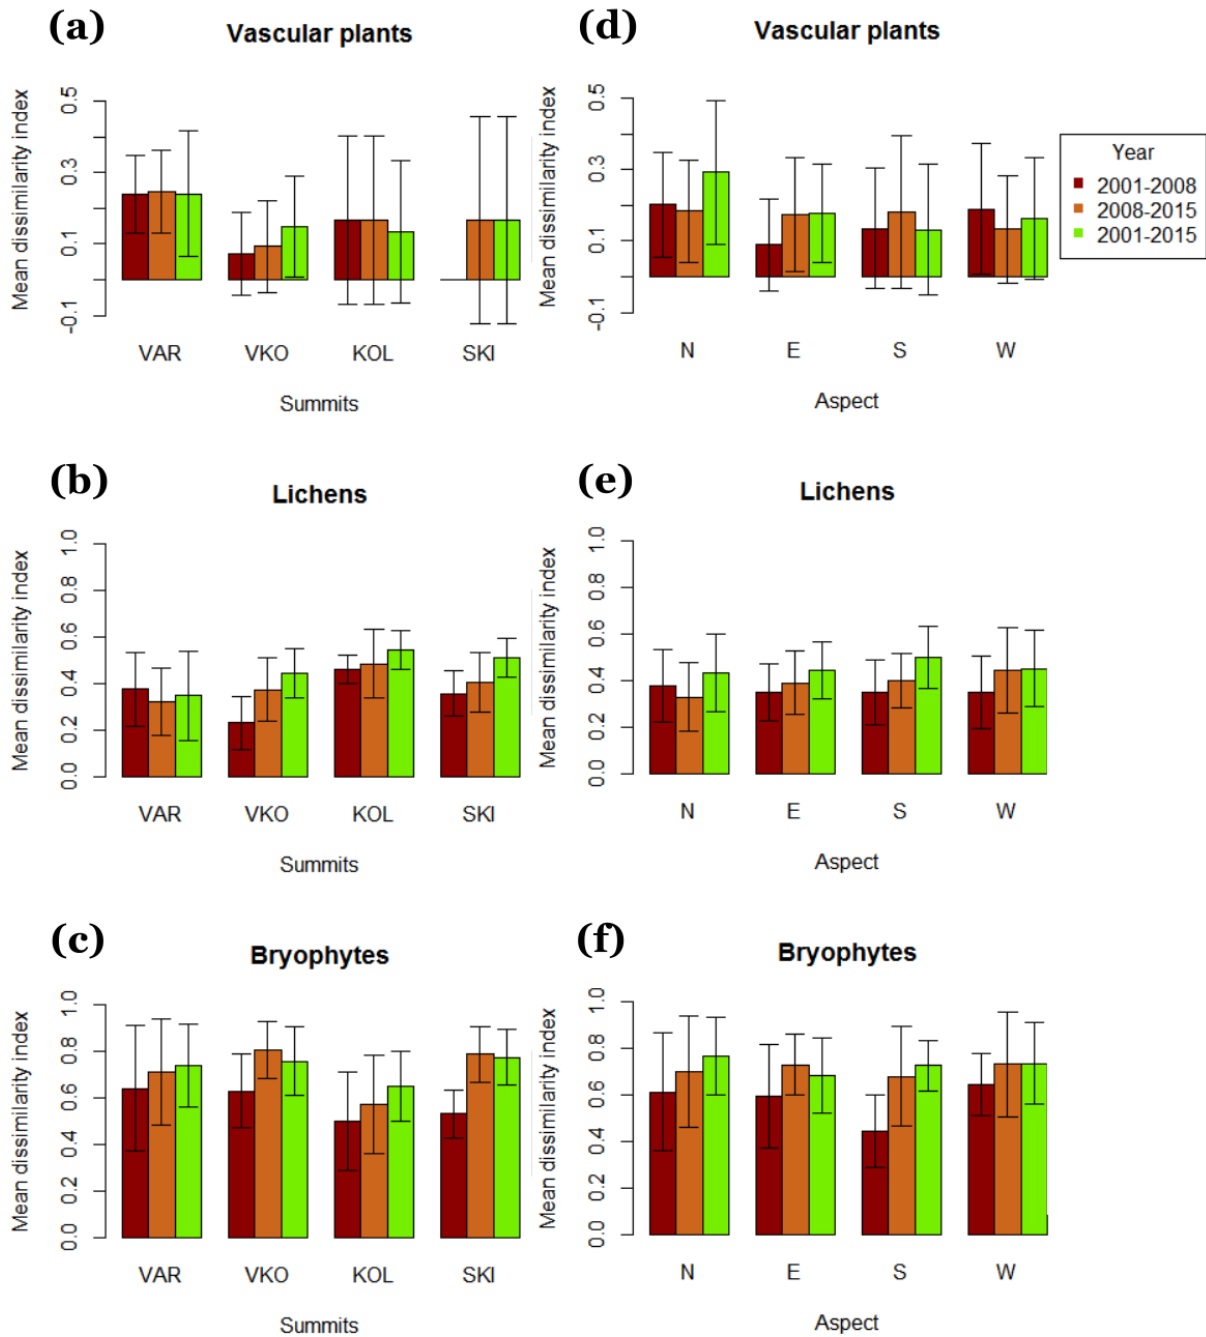 (a)
Vascular plants
Mean dissimilarity index
0.5
0.3
0.1
-0.1
VAR VKO KOL SKI
Summits
(d)
Vascular plants
Mean dissimilarity index
0.5
0.3
0.1
-0.1
N E S W
Aspect
Year
2001-2008
2008-2015
2001-2015
(b)
Lichens
Mean dissimilarity index
1.0
0.8
0.6
0.4
0.2
0.0
VAR VKO KOL SKI
Summits
(e)
Lichens
Mean dissimilarity index
1.0
0.8
0.6
0.4
0.2
0.0
N E S W
Aspect
(c)
Bryophytes
Mean dissimilarity index
1.0
0.8
0.6
0.4
0.2
0.0
VAR VKO KOL SKI
Summits
(f)
Bryophytes
Mean dissimilarity index
1.0
0.8
0.6
0.4
0.2
0.0
N E S W
Aspect